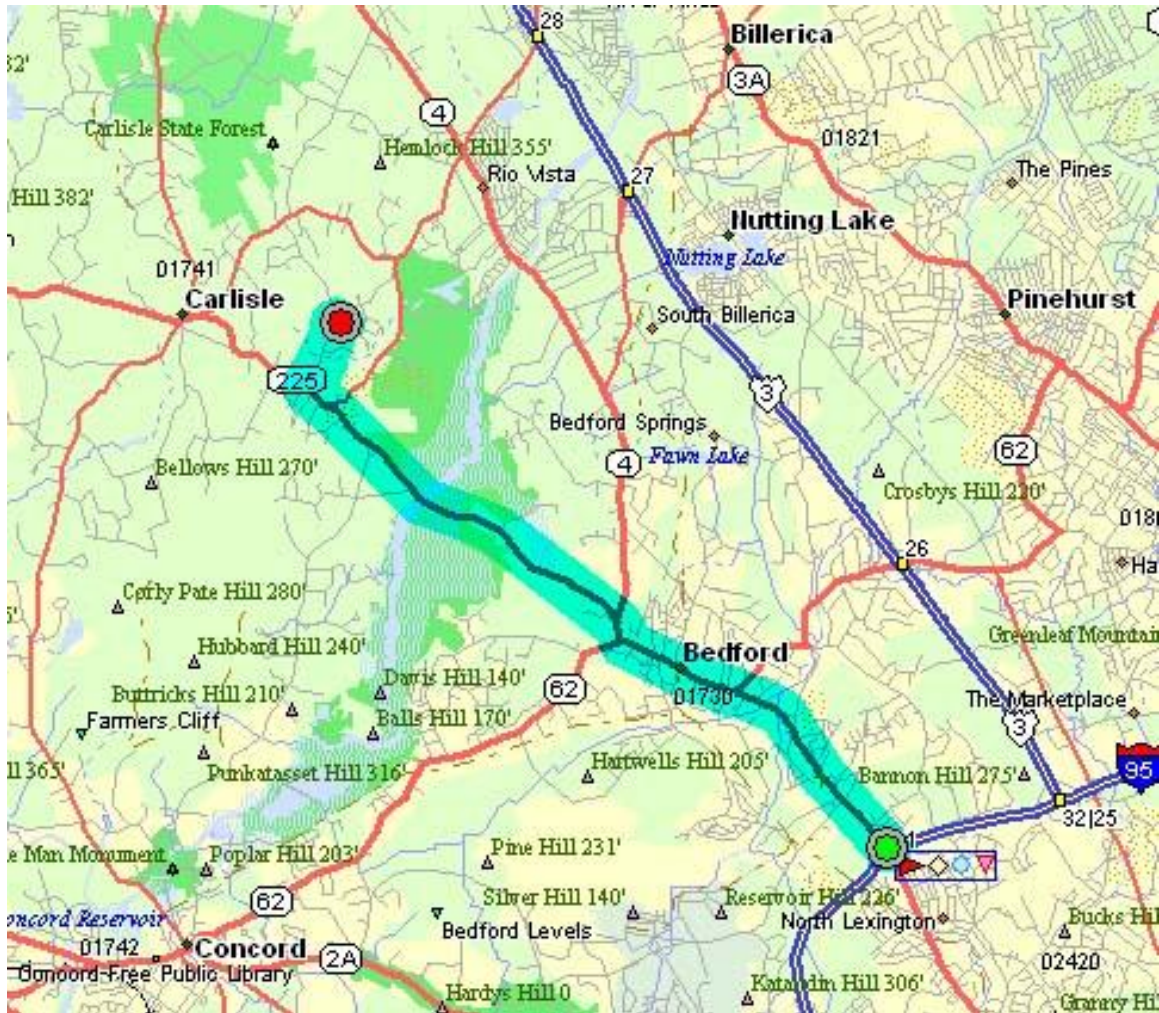 28
Billerica
3A
4
01821
Carlisle State Forest
Hemlock Hill 355'
Rio Vista
The Pines
27
Hill 382'
Nutting Lake
Nutting Lake
01741
Carlisle
Pinehurst
South Billerica
225
3
Bedford Springs
Fawn Lake
62
4
Bellows Hill 270'
Crosbys Hill 220'
26
Hubbard Hill 240'
Bedford
Greenleaf Mountain
62
Davis Hill 140'
Buttricks Hill 210'
01730
The Marketplace
Farmers Cliff
Balls Hill 170'
3
Punkatasset Hill 316'
Hartwells Hill 205'
Bannon Hill 275'
95
32|25
1
Man Monument
Poplar Hill 203'
Pine Hill 231'
62
Silver Hill 140'
Reservoir Hill 226'
Reservoir
North Lexington
Bedford Levels
01742
Concord
2A
02420
Concord-Free Public Library
Hardys Hill 0
Katahdin Hill 306'